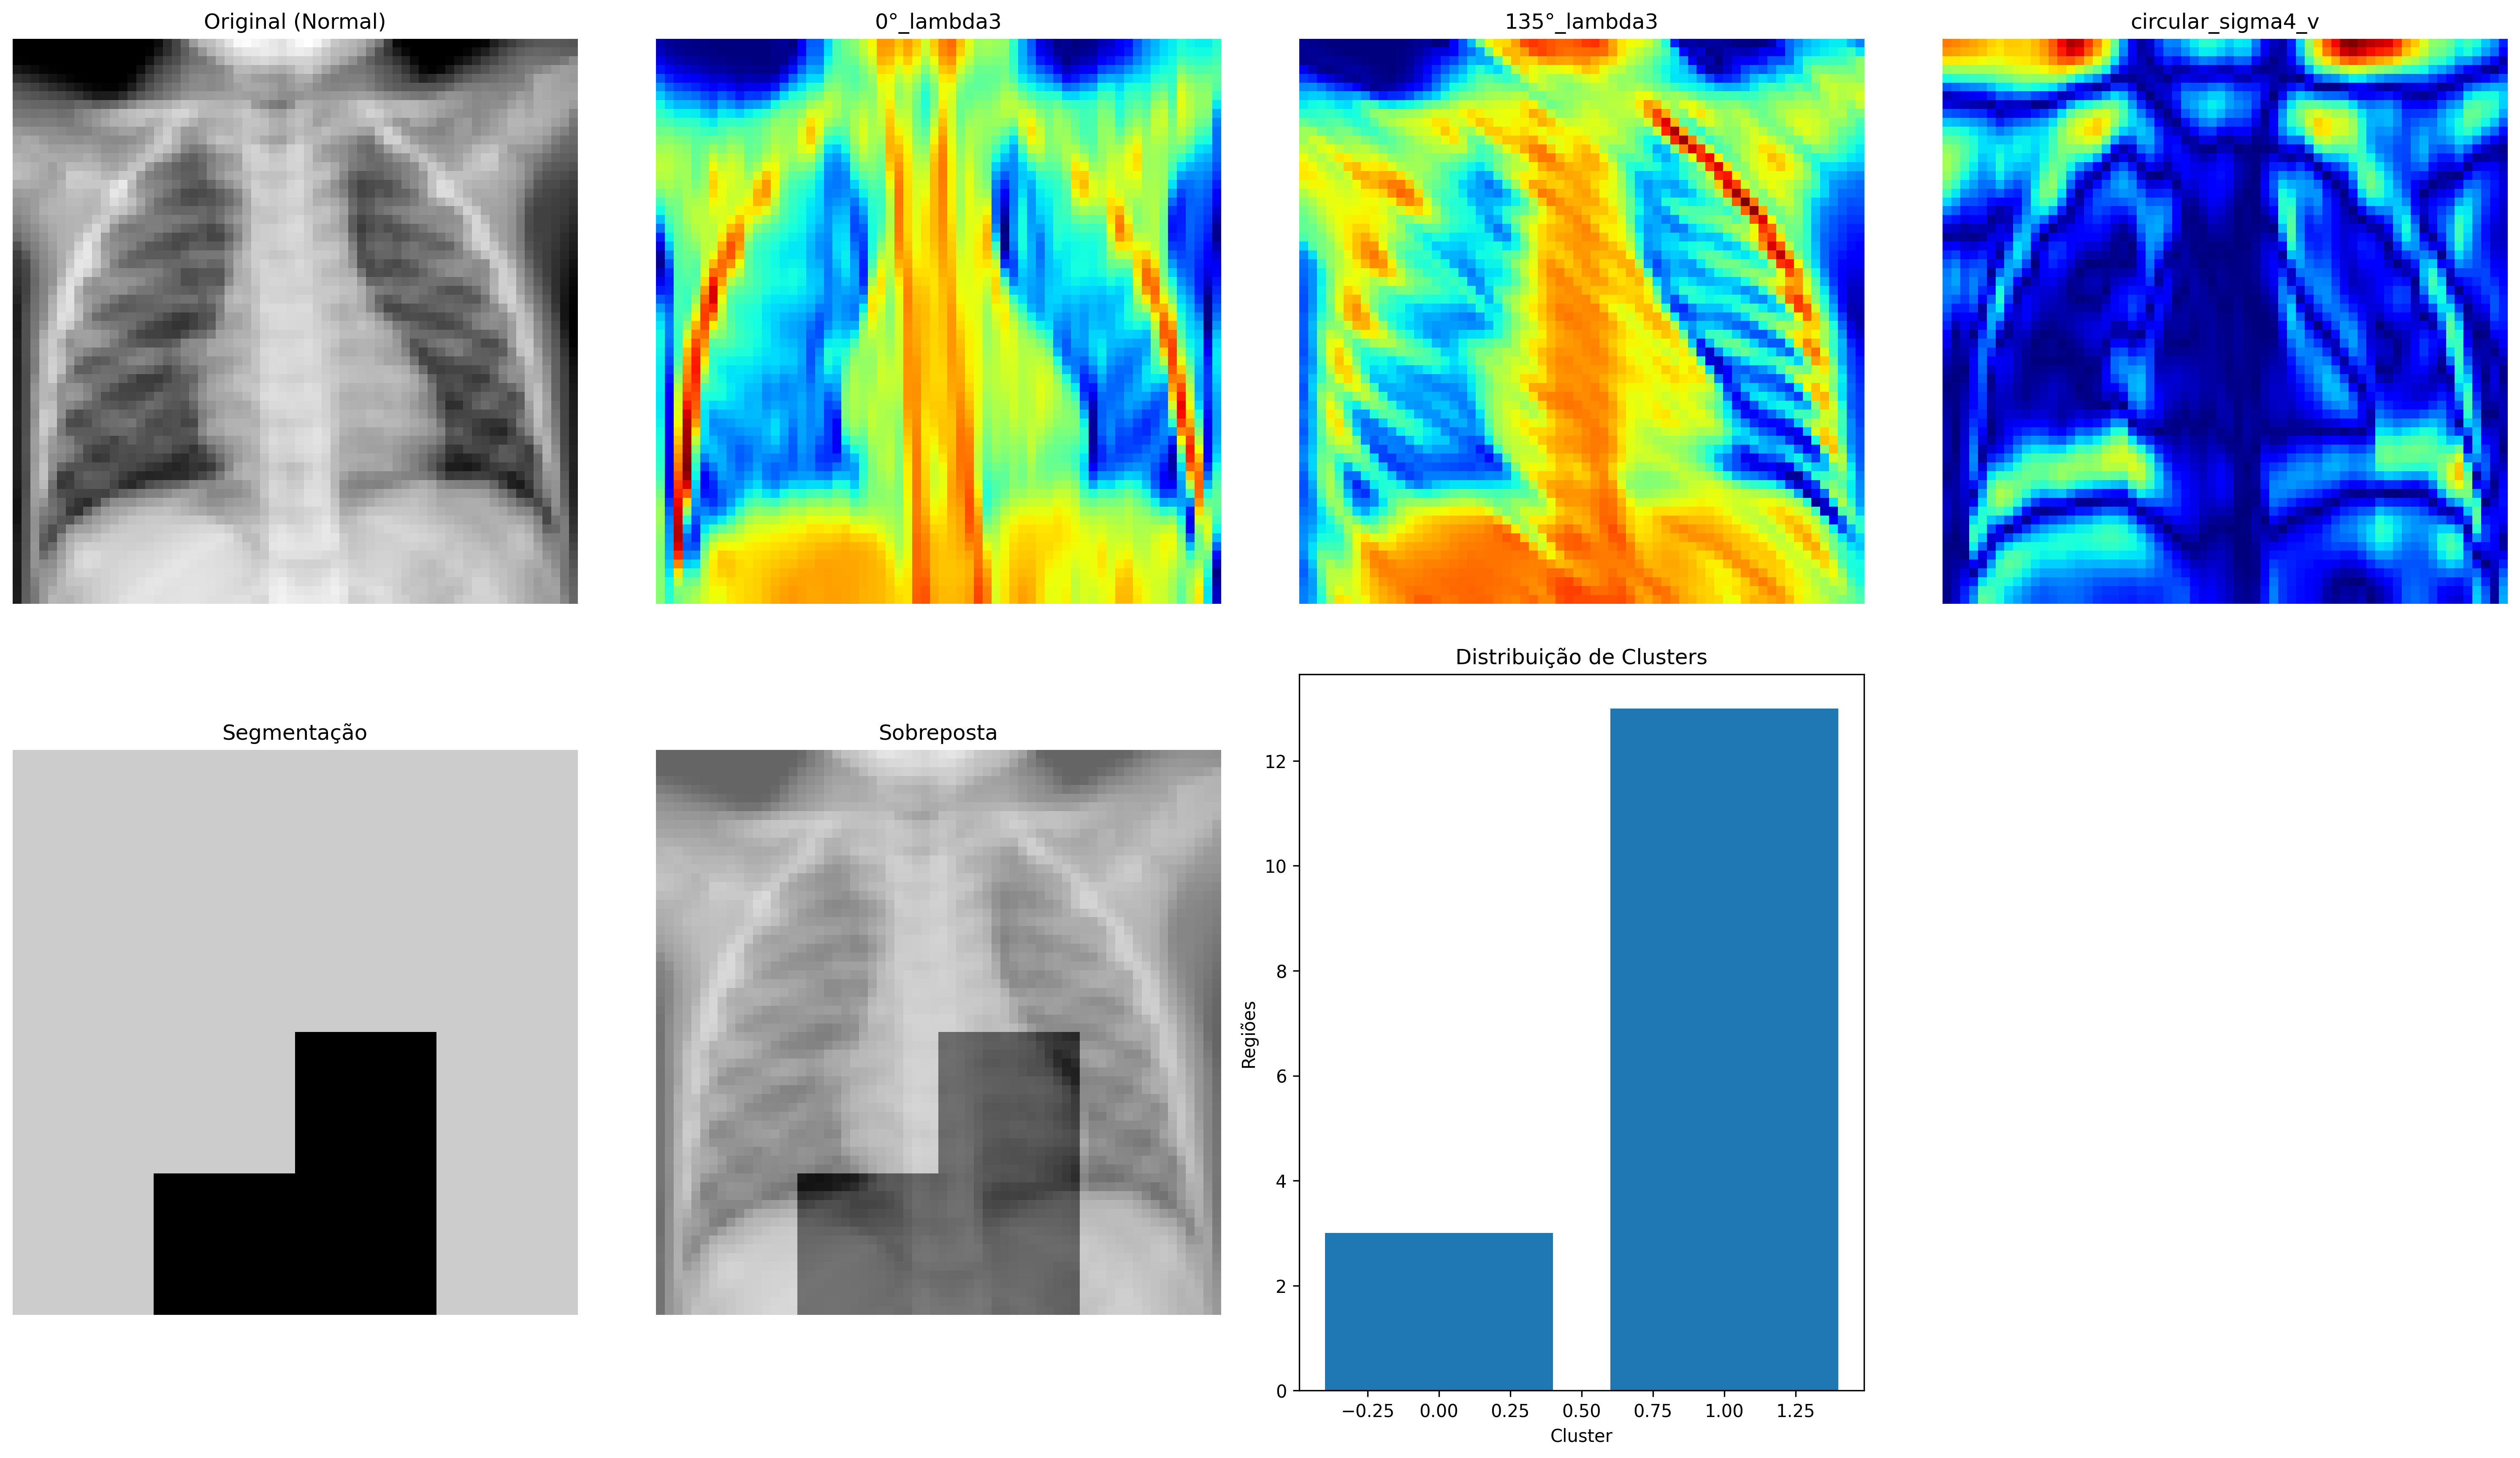 Original (Normal)
0°_lambda3
135°_lambda3
circular_sigma4_v
Segmentação
Sobreposta
Distribuição de Clusters
12
10
8
6
4
2
0
Regiões
−0.25
0.00
0.25
0.50
0.75
1.00
1.25
Cluster